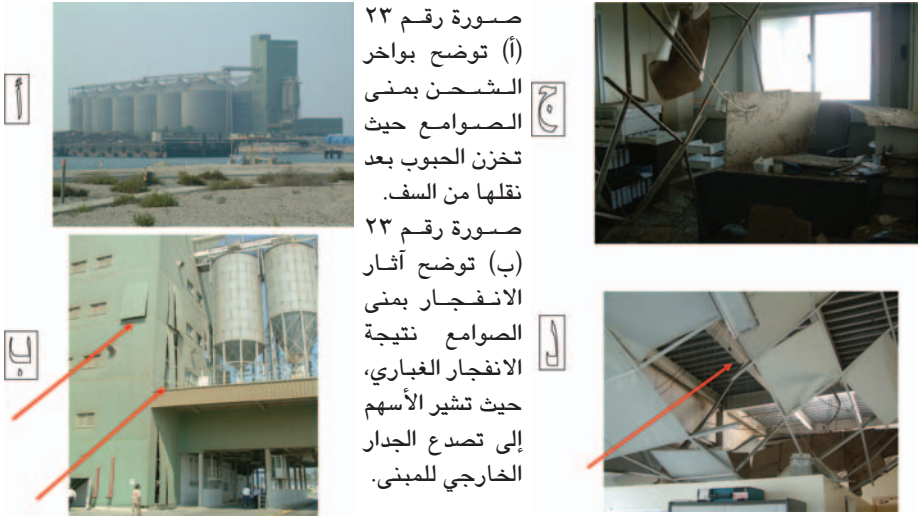 صورة رقم ٢٣
(أ) توضح بواخر
الشحن بمنى
الصوامع حيث
تخزن الحبوب بعد
نقلها من السف.
صورة رقم ٢٣
(ب) توضح آثار
الانفجار بمنى
الصوامع نتيجة
الانفجار الغباري،
حيث تشير الأسهم
إلى تصدع الجدار
الخارجي للمبنى.
أ
ب
ج
د